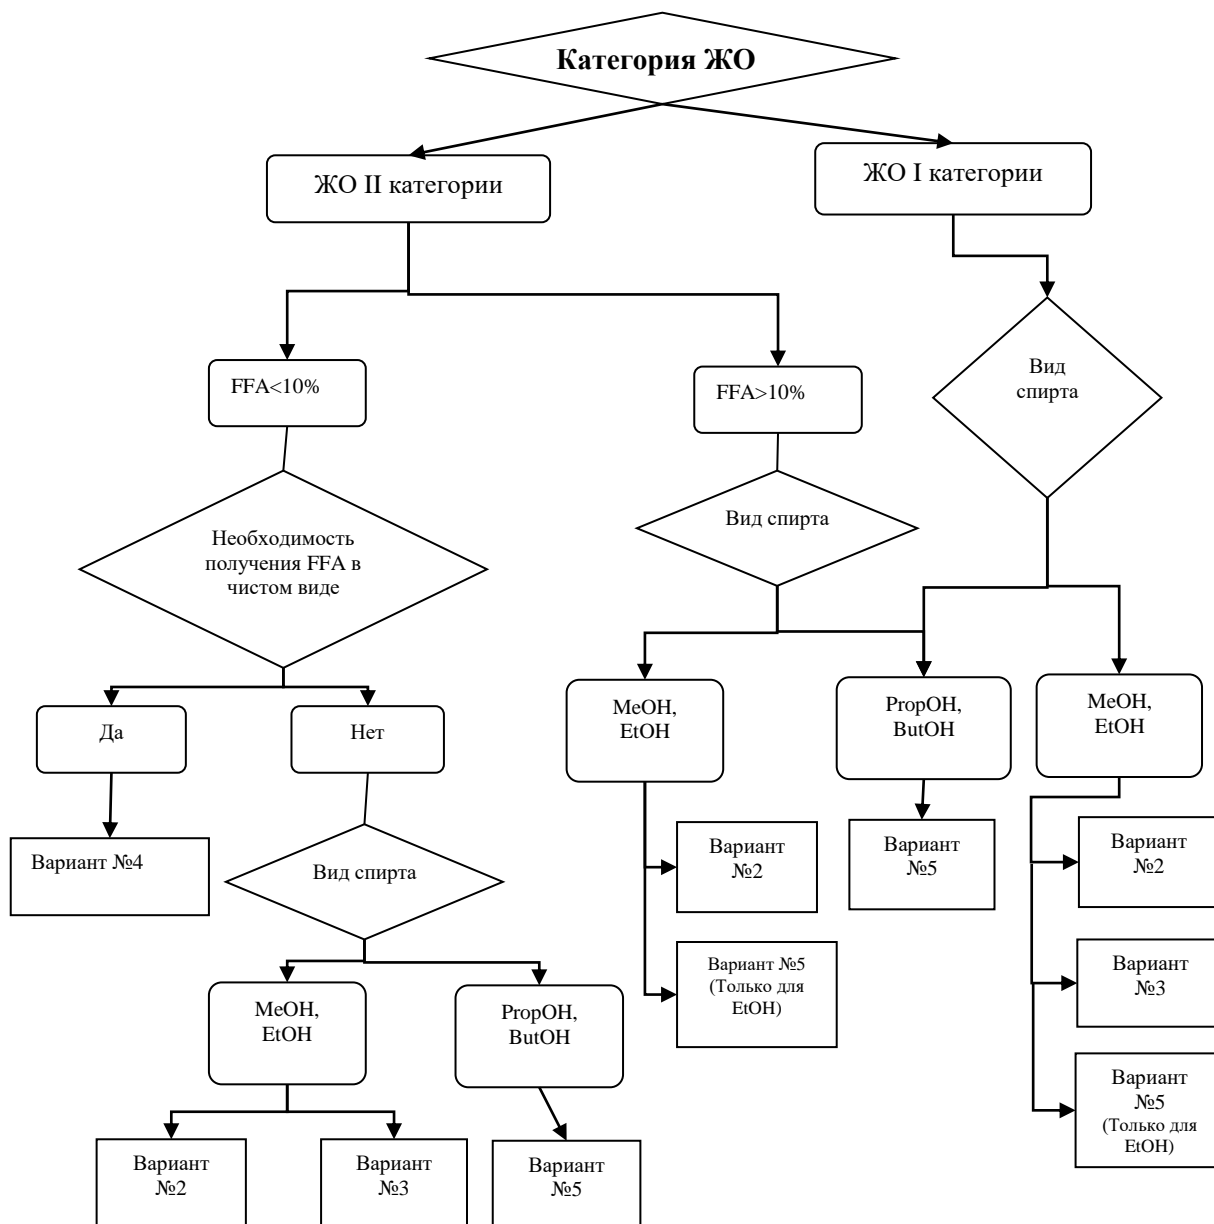 Категория ЖО
ЖО II категории
ЖО I категории
FFA<10%
FFA>10%
Вид
спирта
Необходимость
получения FFA в
чистом виде
Вид спирта
Да
Нет
MeOH,
EtOH
PropOH,
ButOH
MeOH,
EtOH
Вариант №4
Вид спирта
Вариант
№2
Вариант
№5
Вариант
№2
Вариант №5
(Только для
EtOH)
Вариант
№3
MeOH,
EtOH
PropOH,
ButOH
Вариант
№5
(Только для
EtOH)
Вариант
№2
Вариант
№3
Вариант
№5